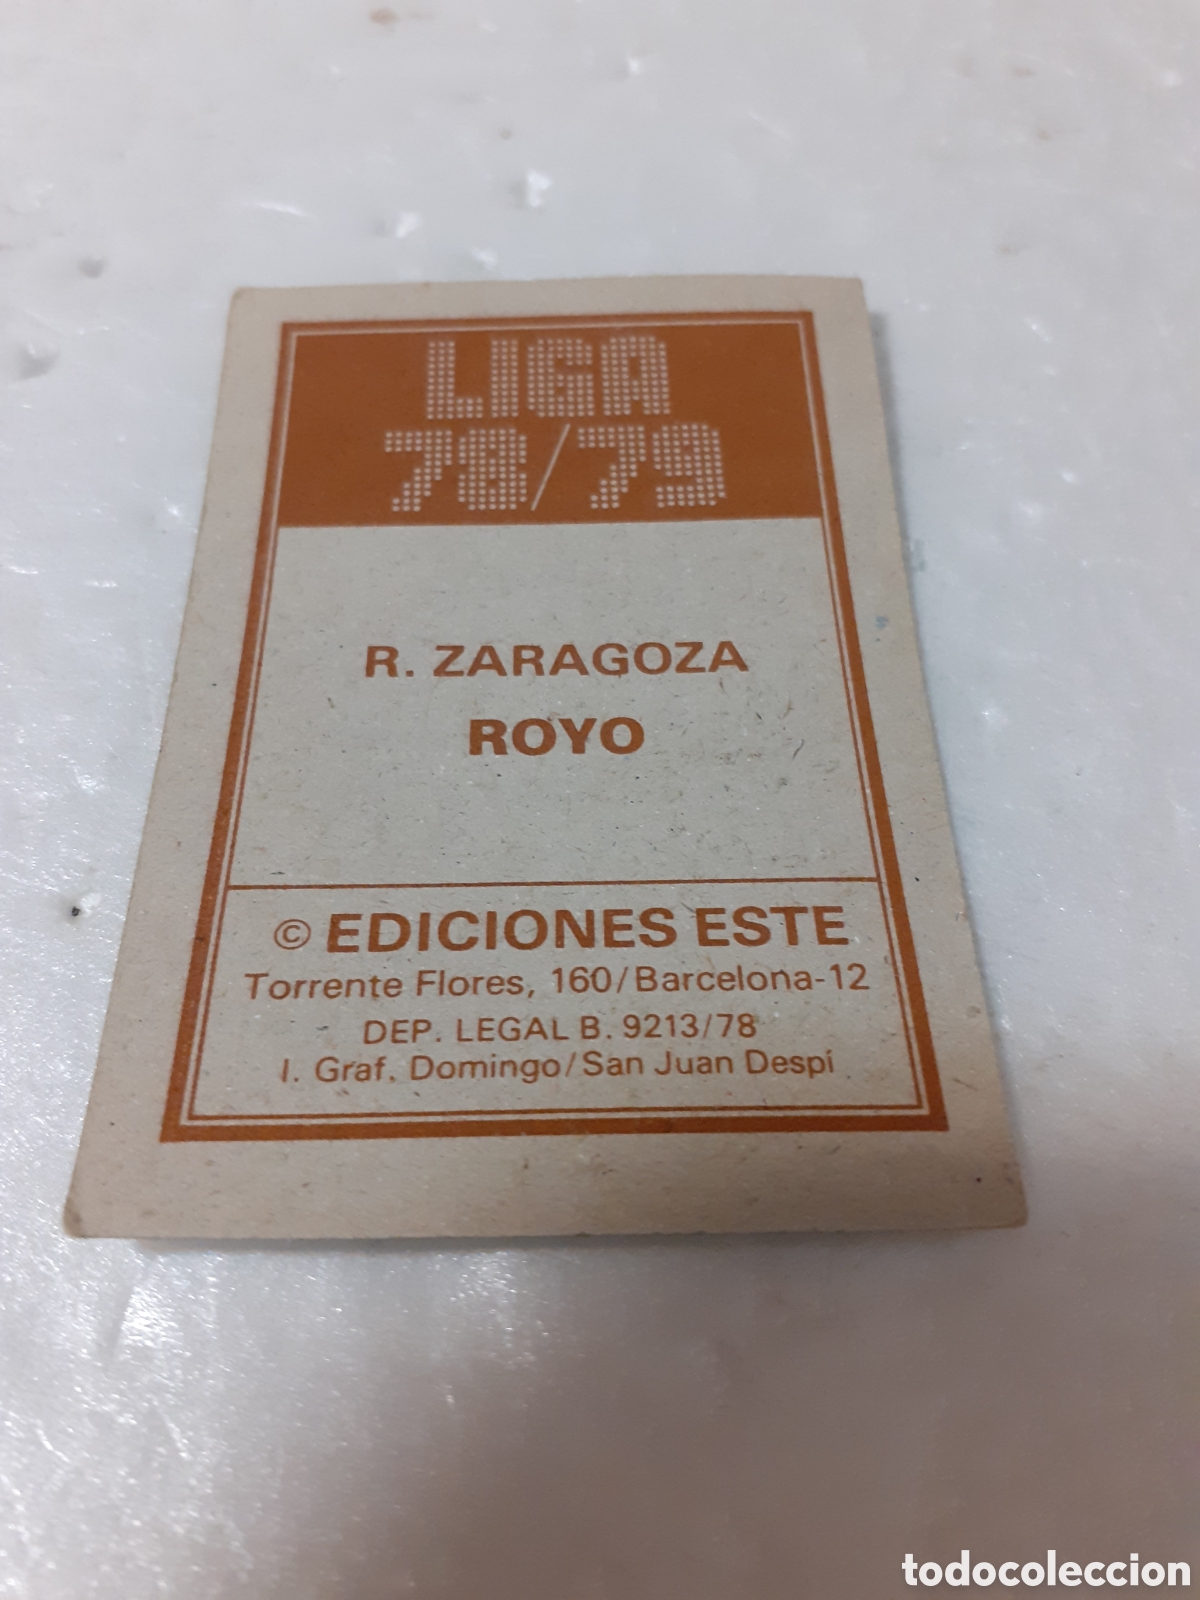 LIGA
78/79
R. ZARAGOZA
ROYO
© EDICIONES ESTE
Torrente Flores, 160/Barcelona-12
DEP. LEGAL B. 9213/78
I. Graf. Domingo/San Juan Despí
todocoleccion